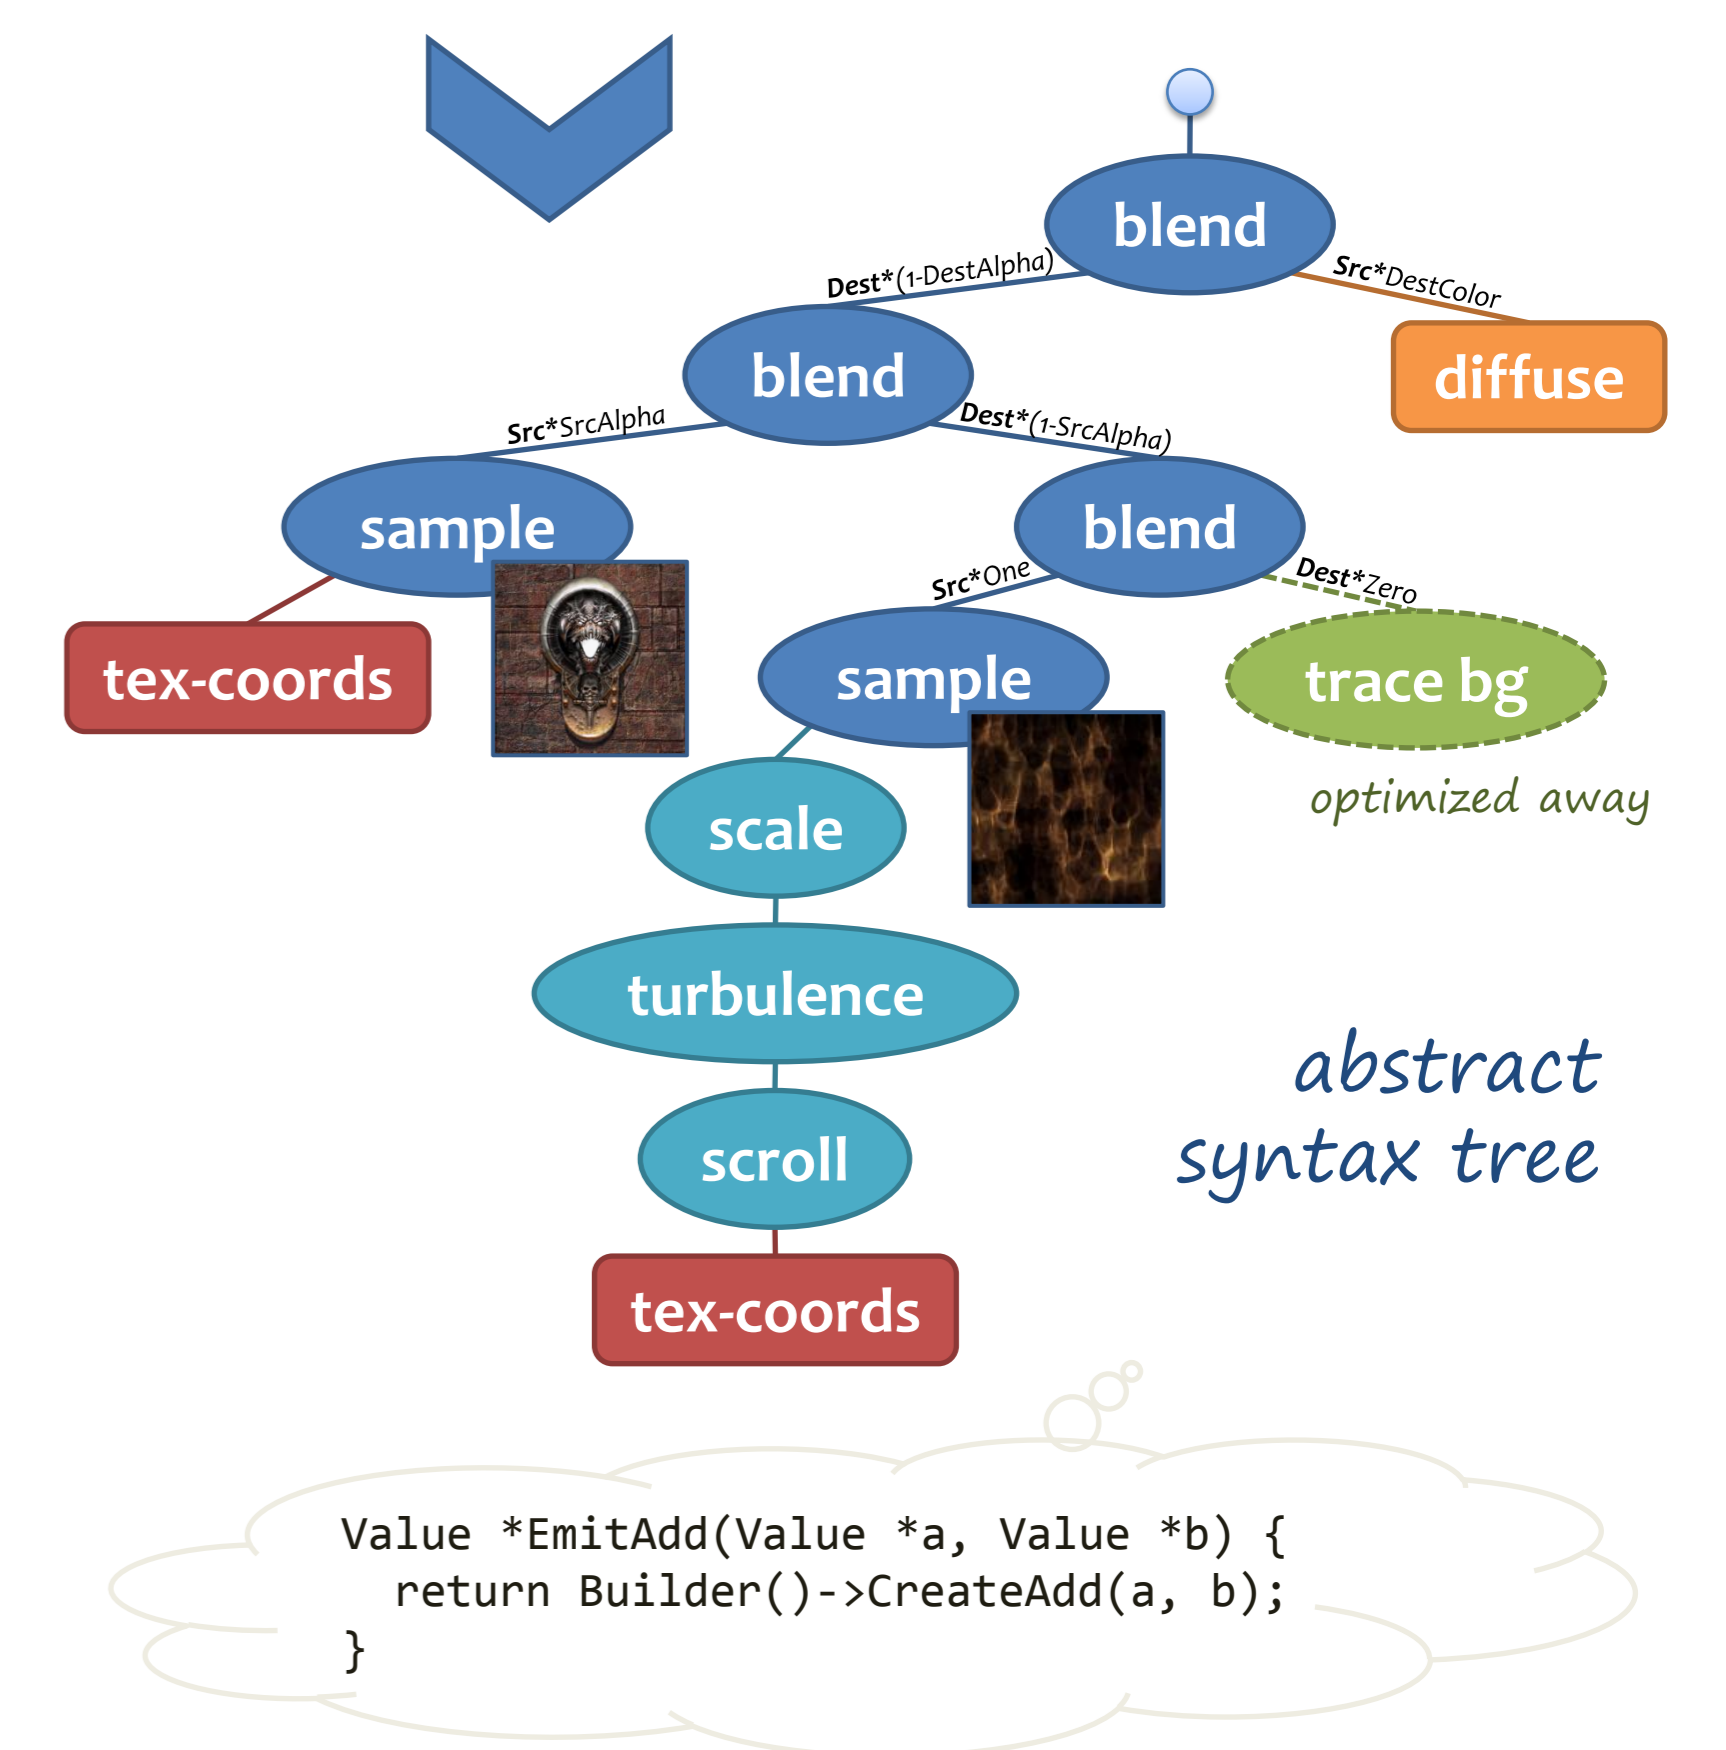 blend
Dest*(1-DestAlpha)
Src*DestColor
blend
diffuse
Src*SrcAlpha
Dest*(1-SrcAlpha)
sample
blend
Src*One
Dest*Zero
tex-coords
sample
trace bg
optimized away
scale
turbulence
abstract
syntax tree
scroll
tex-coords
Value *EmitAdd(Value *a, Value *b) {
  return Builder()->CreateAdd(a, b);
}